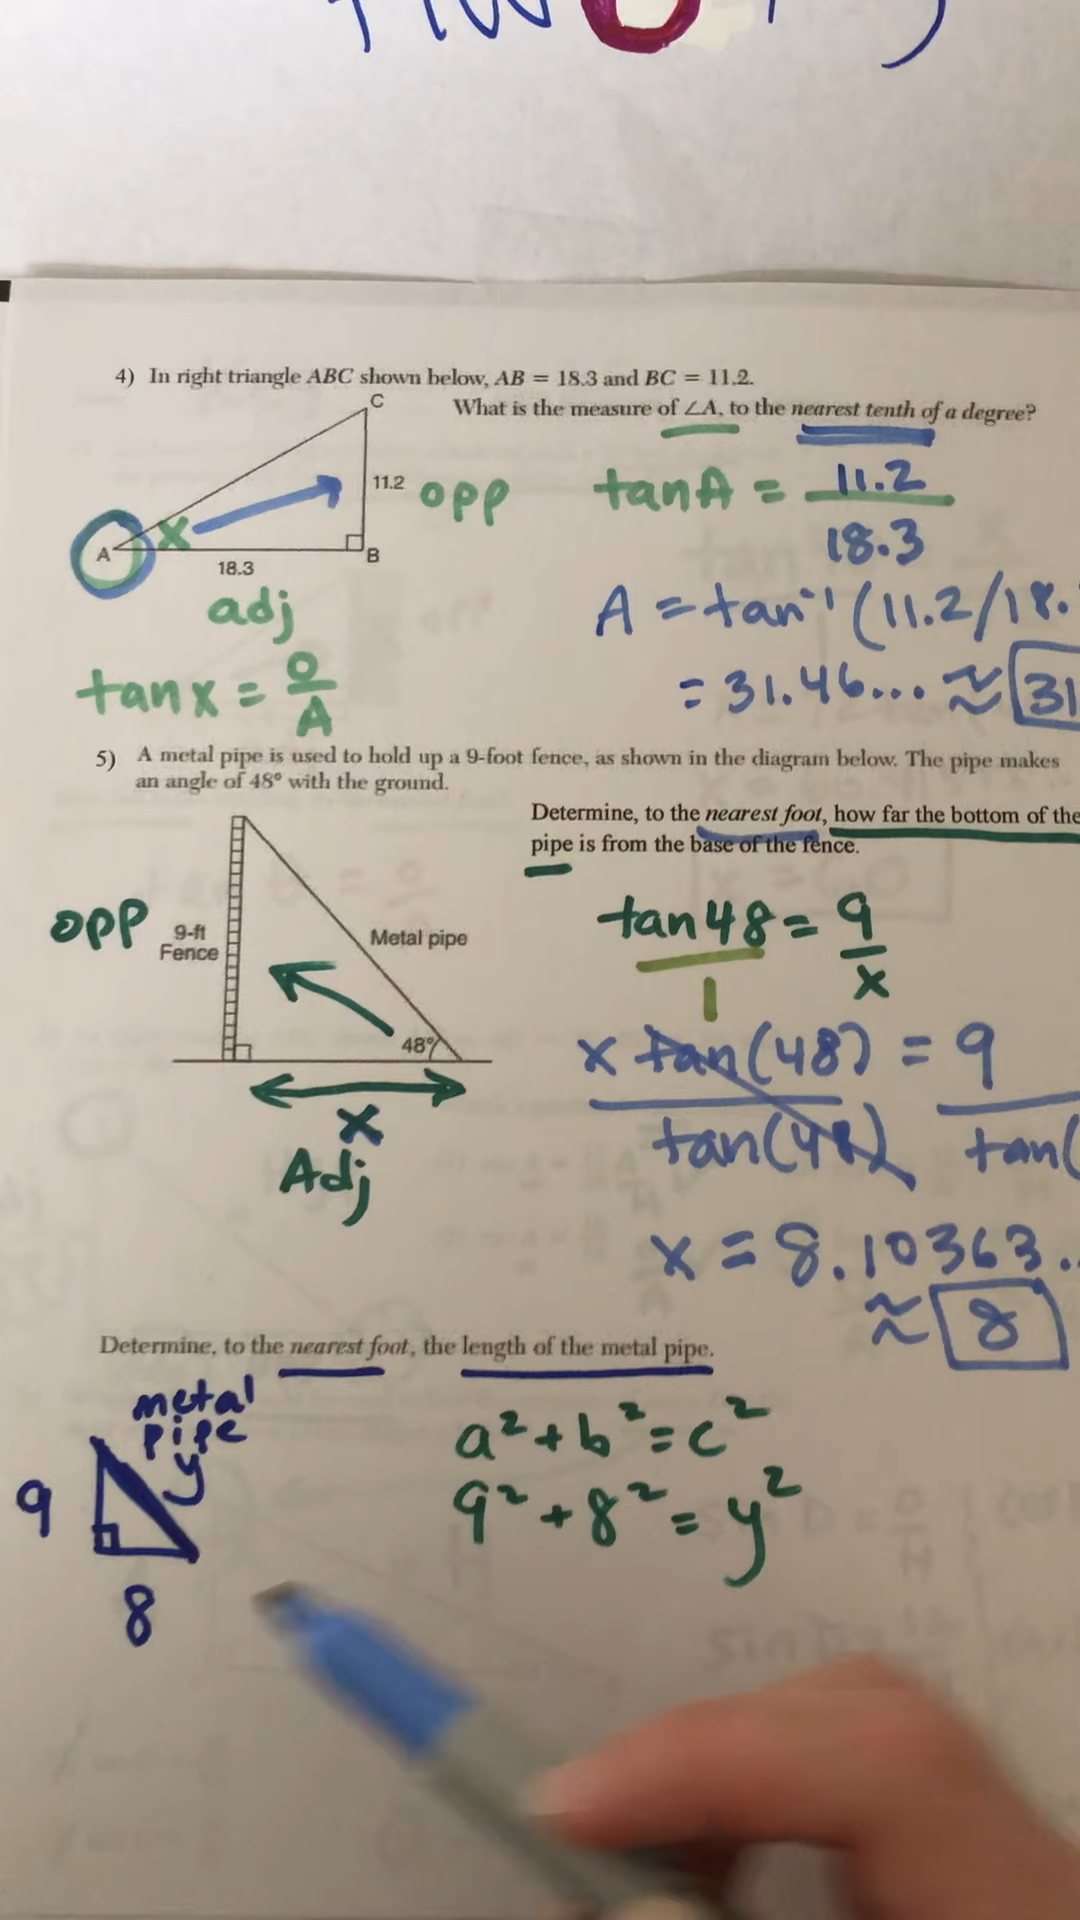 4) In right triangle ABC shown below, AB = 18.3 and BC = 11.2.
What is the measure of ∠A, to the nearest tenth of a degree?
C
11.2
opp
A
x
B
18.3
adj
tan x = O/A
tanA = 11.2/18.3
A = tan⁻¹(11.2/18.
= 31.46... ≈ 31
5) A metal pipe is used to hold up a 9-foot fence, as shown in the diagram below. The pipe makes
an angle of 48° with the ground.
Determine, to the nearest foot, how far the bottom of the
pipe is from the base of the fence.
opp
9-ft
Fence
Metal pipe
48°
x
Adj
tan 48 = 9/x
1
x tan(48) = 9
tan(48) tan(
x = 8.10363..
≈ 8
Determine, to the nearest foot, the length of the metal pipe.
metal
pipe
y
9
8
a² + b² = c²
9² + 8² = y²